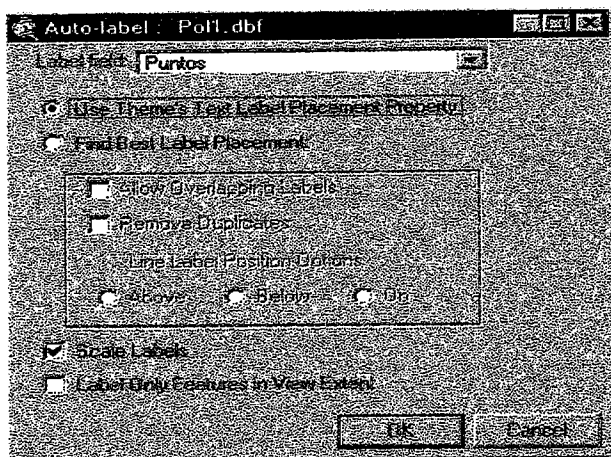 Auto-label : Pol1.dbf
Label field: Puntos
Use Theme's Text Label Placement Property
Find Best Label Placement
Allow Overlapping Labels
Remove Duplicates
Line Label Position Options
Above Below On
Scale Labels
Label Only Features in View Extent
OK Cancel